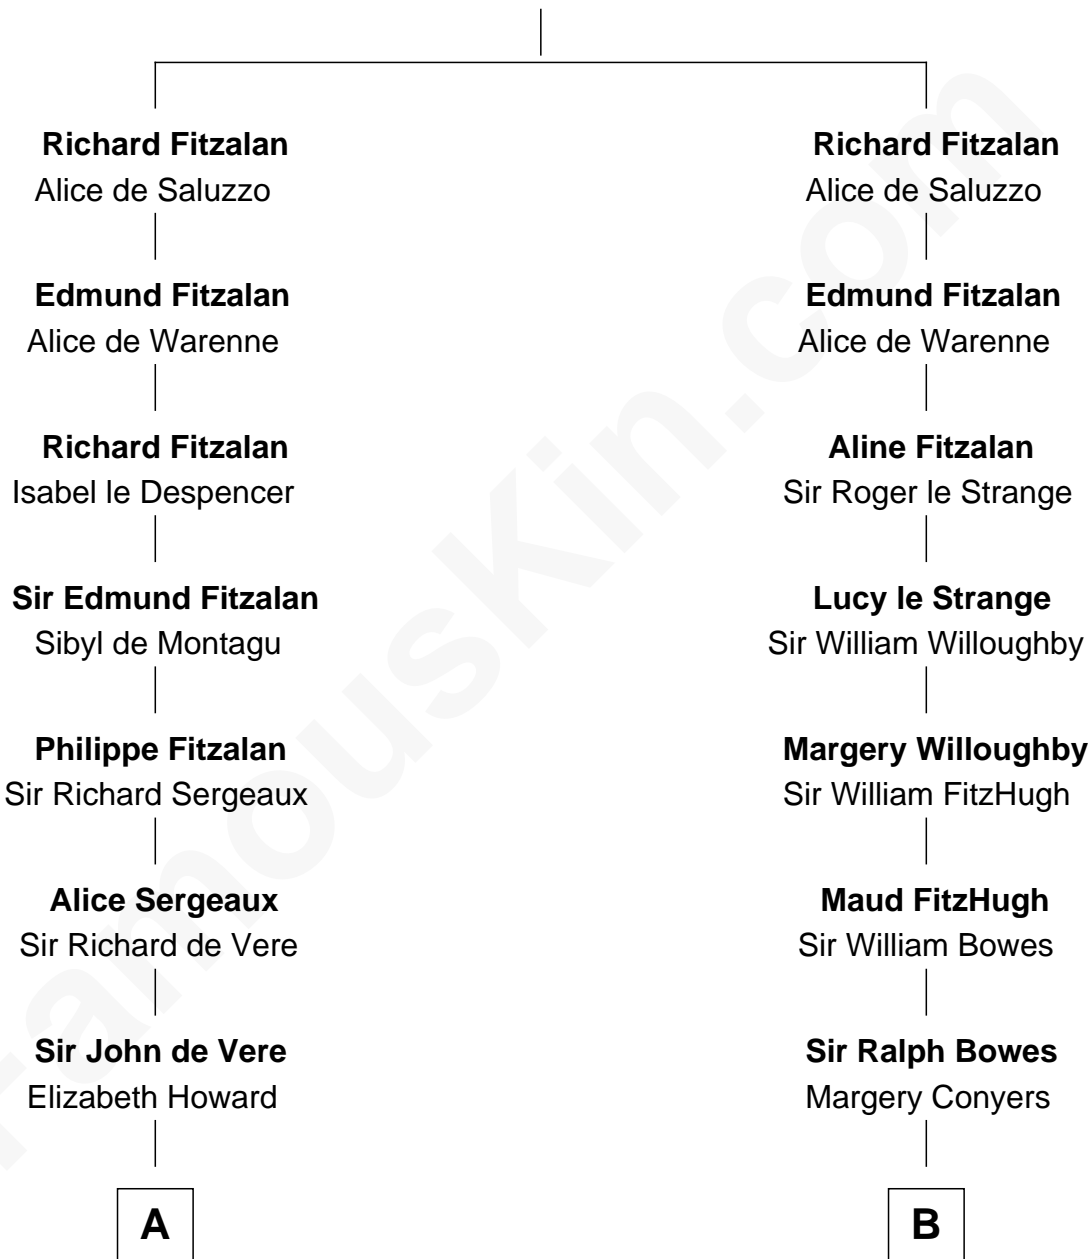 Richard Fitzalan
Alice de Saluzzo
Edmund Fitzalan
Alice de Warenne
Richard Fitzalan
Isabel le Despencer
Sir Edmund Fitzalan
Sibyl de Montagu
Philippe Fitzalan
Sir Richard Sergeaux
Alice Sergeaux
Sir Richard de Vere
Sir John de Vere
Elizabeth Howard
A
Richard Fitzalan
Alice de Saluzzo
Edmund Fitzalan
Alice de Warenne
Aline Fitzalan
Sir Roger le Strange
Lucy le Strange
Sir William Willoughby
Margery Willoughby
Sir William FitzHugh
Maud FitzHugh
Sir William Bowes
Sir Ralph Bowes
Margery Conyers
B
FamousKin.com